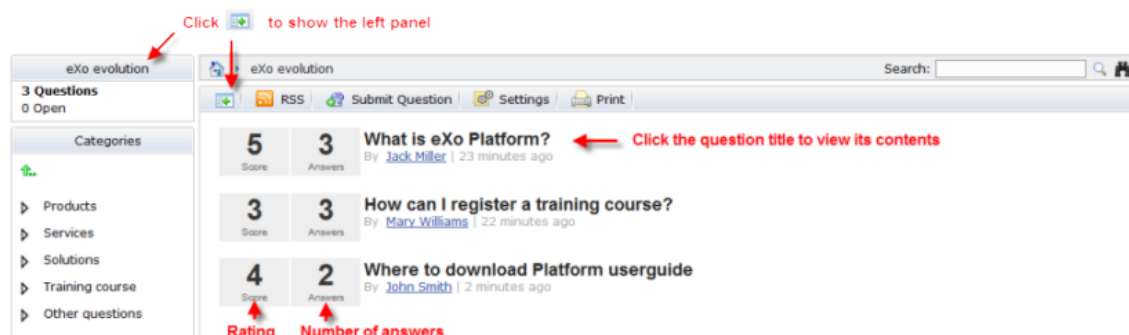 Click to show the left panel
eXo evolution
3 Questions
0 Open
Categories
Products
Services
Solutions
Training course
Other questions
eXo evolution
Search:
RSS Submit Question Settings Print
5 3 What is eXo Platform? Click the question title to view its contents
Score Answers By Jack Miller | 23 minutes ago
3 3 How can I register a training course?
Score Answers By Mary Williams | 22 minutes ago
4 2 Where to download Platform userguide
Score Answers By John Smith | 2 minutes ago
Rating Number of answers